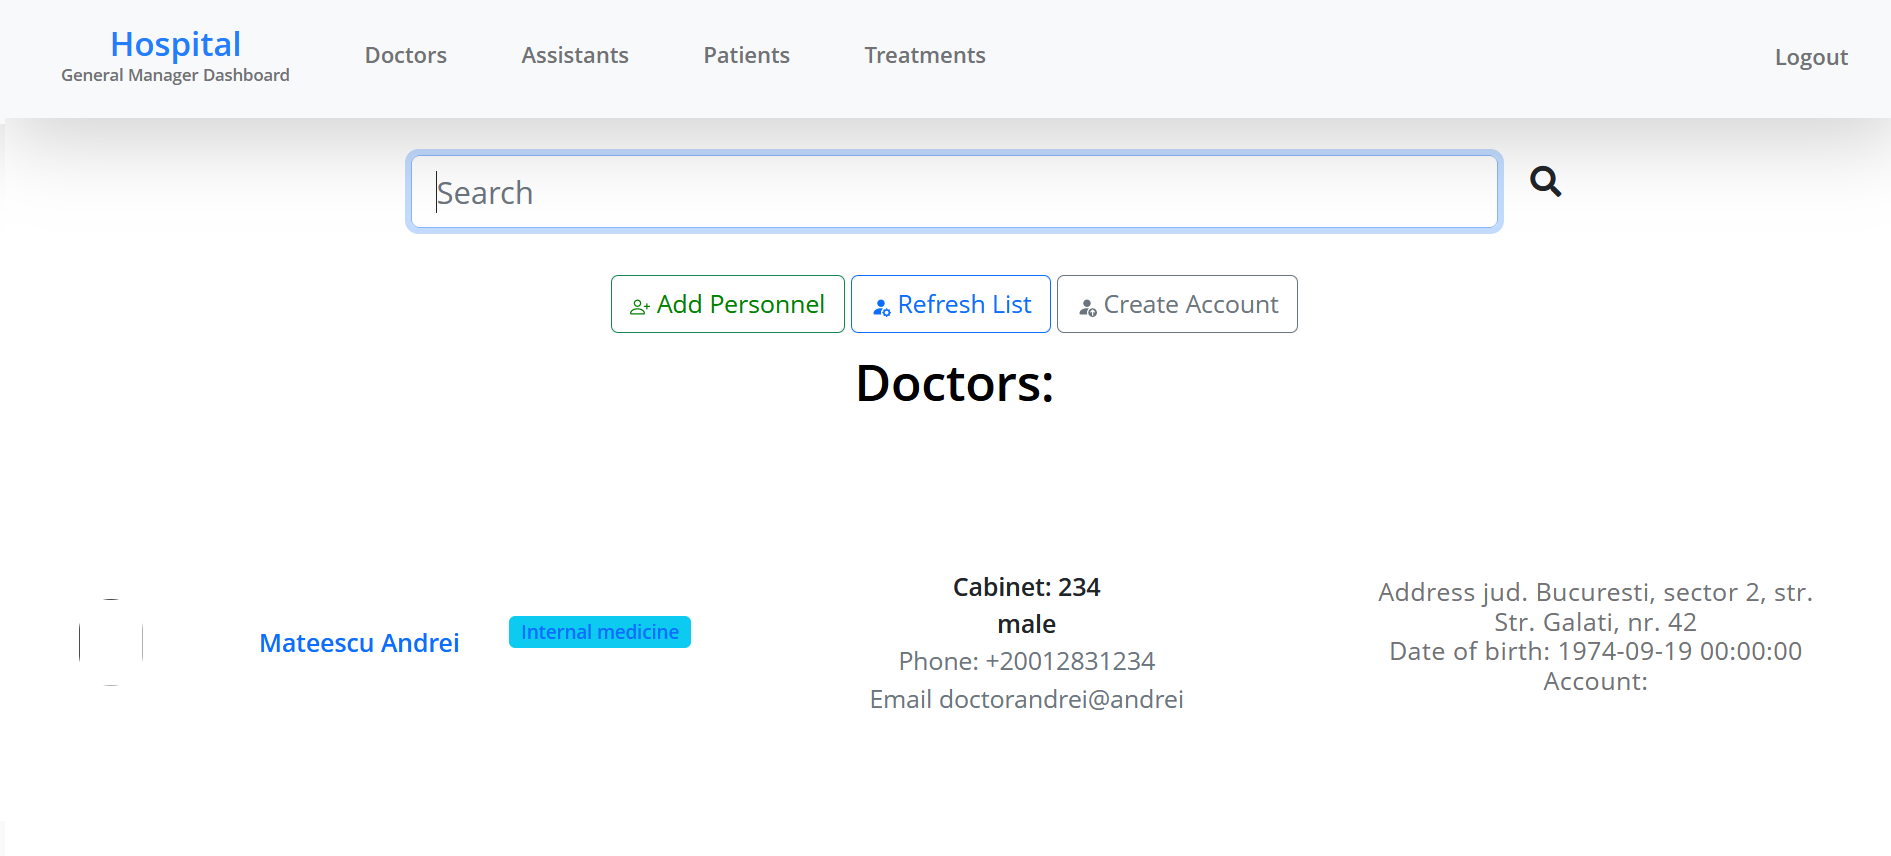 Hospital
General Manager Dashboard
Doctors
Assistants
Patients
Treatments
Logout
Search
Add Personnel
Refresh List
Create Account
Doctors:
Mateescu Andrei
Internal medicine
Cabinet: 234
male
Phone: +20012831234
Email doctorandrei@andrei
Address jud. Bucuresti, sector 2, str.
Str. Galati, nr. 42
Date of birth: 1974-09-19 00:00:00
Account: